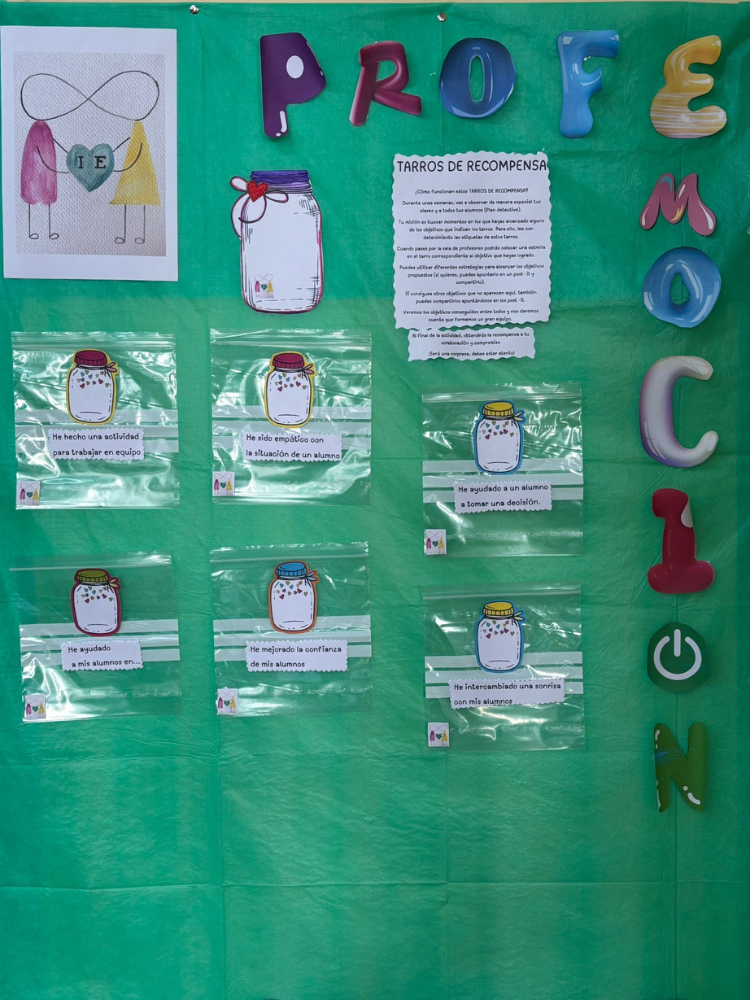 PROFE
MOCI
N
I E
TARROS DE RECOMPENSA
¿Cómo funcionan estos TARROS DE RECOMPENSA?
Durante unas semanas, vas a observar de manera especial tus
clases y a todos tus alumnos (Plan detective).
Tu misión es buscar momentos en los que hayas alcanzado alguno
de los objetivos que indican los tarros. Para ello, lee con
detenimiento las etiquetas de estos tarros.
Cuando pases por la sala de profesores podrás colocar una estrella
en el tarro correspondiente al objetivo que hayas logrado.
Puedes utilizar diferentes estrategias para alcanzar los objetivos
propuestos (si quieres, puedes apuntarlo en un post- it y
compartirlo).
Si consigues otros objetivos que no aparecen aquí, también
puedes compartirlos apuntándolos en los post -it.
Veremos los objetivos conseguidos entre todos y nos daremos
cuenta que formamos un gran equipo.
Al final de la actividad, obtendrás la recompensa a tu
colaboración y compromiso
¡Será una sorpresa, debes estar atento!
He hecho una actividad
para trabajar en equipo
He sido empático con
la situación de un alumno
He ayudado a un alumno
a tomar una decisión.
He ayudado
a mis alumnos en...
He mejorado la confianza
de mis alumnos
He intercambiado una sonrisa
con mis alumnos